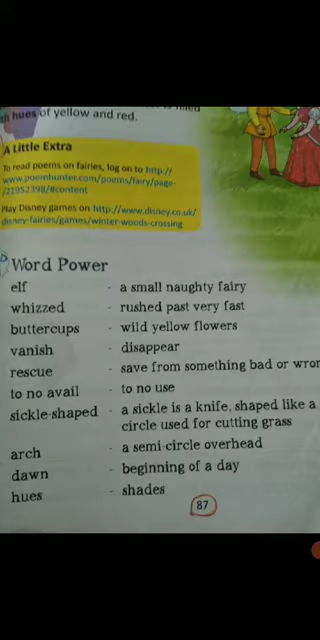 hues of yellow and red.
A Little Extra
To read poems on fairies, log on to http://
www.poemhunter.com/poems/fairy/page-
/21952398/#content
Play Disney games on http://www.disney.co.uk/
disney-fairies/games/winter-woods-crossing
Word Power
elf - a small naughty fairy
whizzed - rushed past very fast
buttercups - wild yellow flowers
vanish - disappear
rescue - save from something bad or wron
to no avail - to no use
sickle-shaped - a sickle is a knife, shaped like a
circle used for cutting grass
arch - a semi-circle overhead
dawn - beginning of a day
hues - shades
87